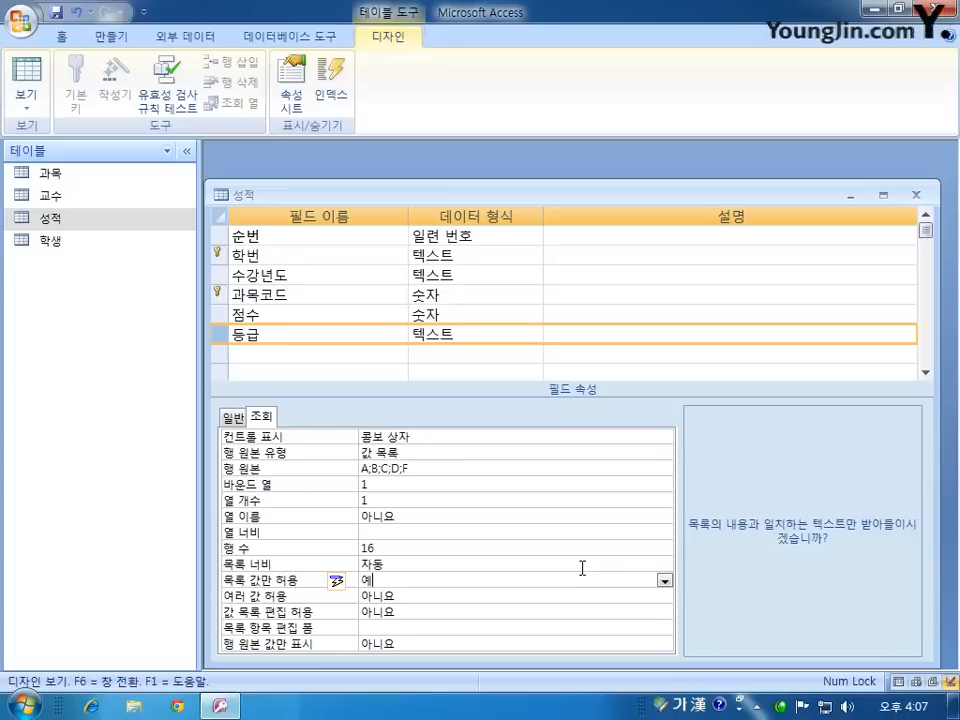 테이블 도구 Microsoft Access
YoungJin.com Y.
홈 만들기 외부 데이터 데이터베이스 도구 디자인
보기
기본 키
작성기
유효성 검사 규칙 테스트
행 삽입
행 삭제
조회 열
속성 시트
인덱스
보기 도구 표시/숨기기
테이블 «
과목
교수
성적
학생
성적
필드 이름 데이터 형식 설명
순번 일련 번호
학번 텍스트
수강년도 텍스트
과목코드 숫자
점수 숫자
등급 텍스트
필드 속성
일반 조회
컨트롤 표시 콤보 상자
행 원본 유형 값 목록
행 원본 A;B;C;D;F
바운드 열 1
열 개수 1
열 이름 아니요
열 너비
행 수 16
목록 너비 자동
목록 값만 허용 예
여러 값 허용 아니요
값 목록 편집 허용 아니요
목록 항목 편집 폼
행 원본 값만 표시 아니요
목록의 내용과 일치하는 텍스트만 받아들이시
겠습니까?
디자인 보기. F6 = 창 전환. F1 = 도움말. Num Lock
가 漢 오후 4:07